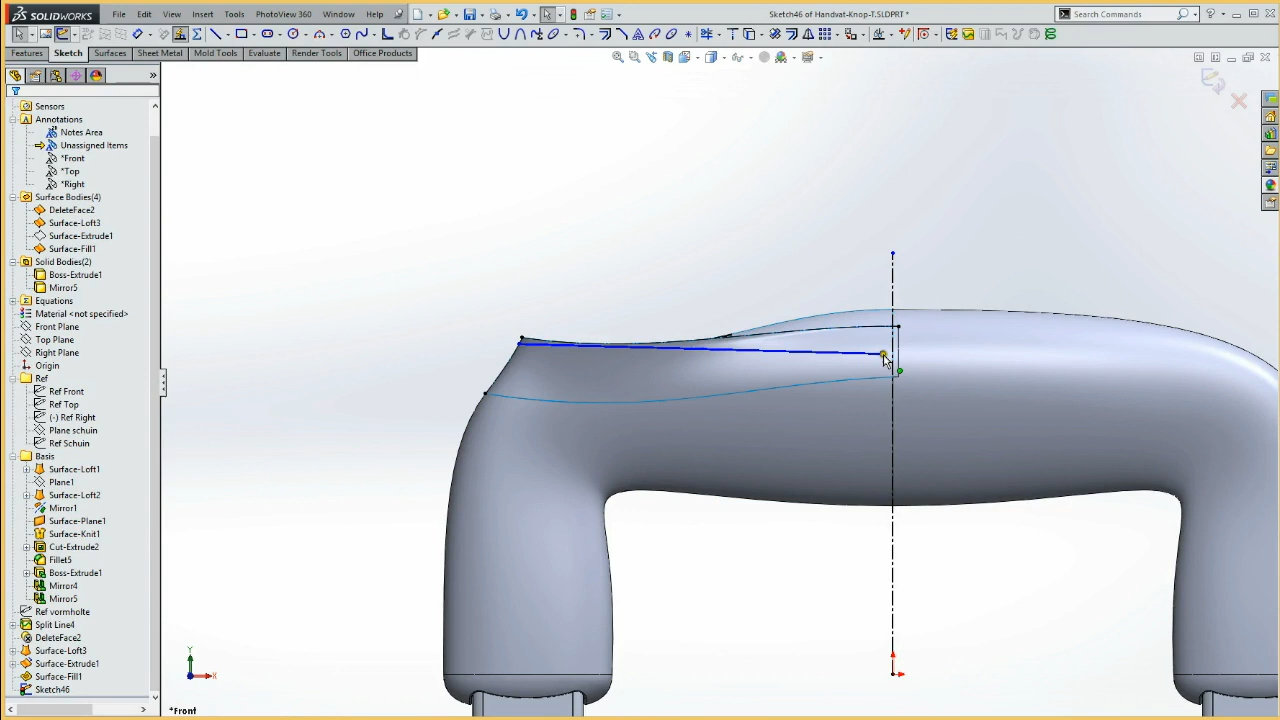 SOLIDWORKS File Edit View Insert Tools PhotoView 360 Window Help Sketch46 of Handvat-Knop-T.SLDPRT * Search Commands
Features Sketch Surfaces Sheet Metal Mold Tools Evaluate Render Tools Office Products
Sensors
Annotations
Notes Area
Unassigned Items
*Front
*Top
*Right
Surface Bodies(4)
DeleteFace2
Surface-Loft3
Surface-Extrude1
Surface-Fill1
Solid Bodies(2)
Boss-Extrude1
Mirror5
Equations
Material <not specified>
Front Plane
Top Plane
Right Plane
Origin
Ref
Ref Front
Ref Top
(-) Ref Right
Plane schuin
Ref Schuin
Basis
Surface-Loft1
Plane1
Surface-Loft2
Mirror1
Surface-Plane1
Surface-Knit1
Cut-Extrude2
Fillet5
Boss-Extrude1
Mirror4
Mirror5
Ref vormholte
Split Line4
DeleteFace2
Surface-Loft3
Surface-Extrude1
Surface-Fill1
Sketch46
Y
X
*Front